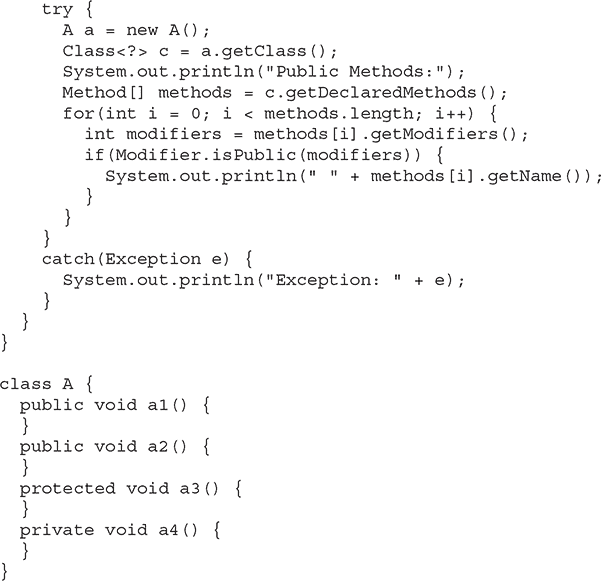 try {
      A a = new A();
      Class<?> c = a.getClass();
      System.out.println("Public Methods:");
      Method[] methods = c.getDeclaredMethods();
      for(int i = 0; i < methods.length; i++) {
        int modifiers = methods[i].getModifiers();
        if(Modifier.isPublic(modifiers)) {
          System.out.println(" " + methods[i].getName());
        }
      }
    }
    catch(Exception e) {
      System.out.println("Exception: " + e);
    }
  }
}

class A {
  public void a1() {
  }
  public void a2() {
  }
  protected void a3() {
  }
  private void a4() {
  }
}